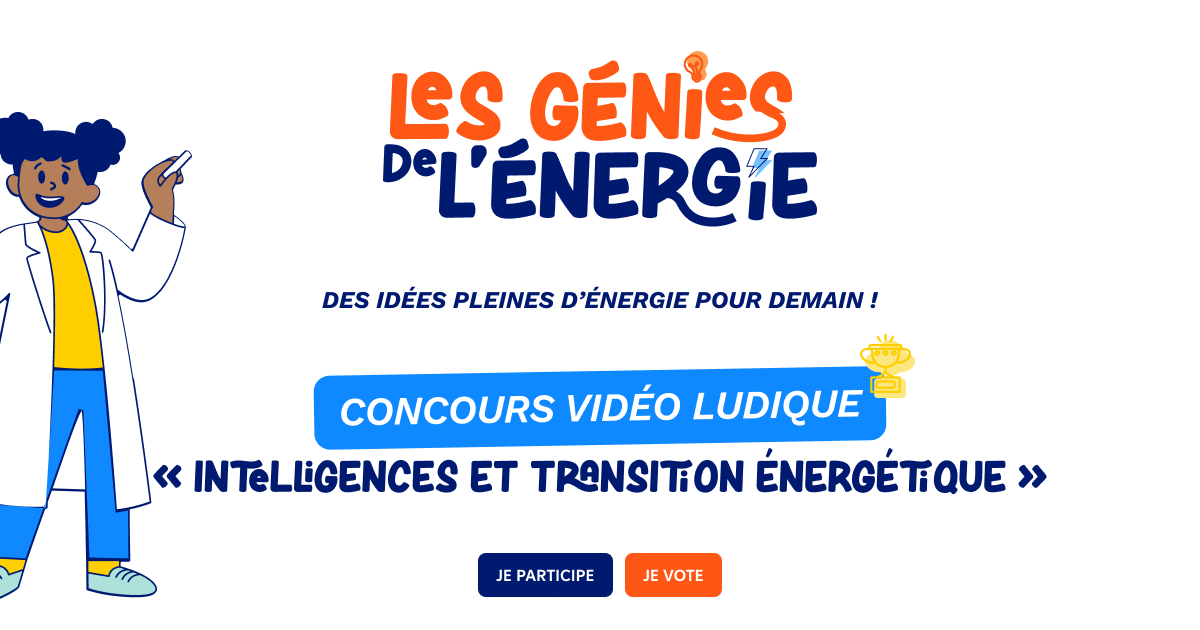 Les GÉNies
De L'ÉNERGiE
DES IDÉES PLEINES D’ÉNERGIE POUR DEMAIN !
CONCOURS VIDÉO LUDIQUE
« INTeLLiGENCES ET TRaNSITiON ÉNERGÉTiQUE »
JE PARTICIPE JE VOTE